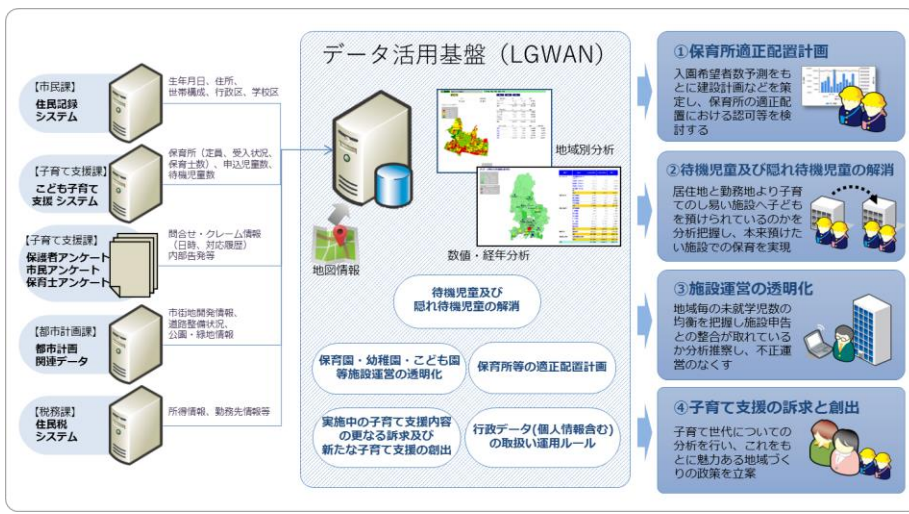 【市民課】
住民記録
システム
生年月日、住所、
世帯構成、行政区、学校区
【子育て支援課】
こども子育て
支援 システム
保育所（定員、受入状況、
保育士数）、申込児童数、
待機児童数
【子育て支援課】
保護者アンケート
市民アンケート
保育士アンケート
問合せ・クレーム情報
（日時、対応履歴）
内部告発等
【都市計画課】
都市計画
関連データ
市街地開発情報、
道路整備状況、
公園・緑地情報
【税務課】
住民税
システム
所得情報、勤務先情報等
データ活用基盤（LGWAN）
地域別分析
数値・経年分析
地図情報
待機児童及び
隠れ待機児童の解消
保育園・幼稚園・こども園
等施設運営の透明化
保育所等の適正配置計画
実施中の子育て支援内容
の更なる訴求及び
新たな子育て支援の創出
行政データ(個人情報含む)
の取扱い運用ルール
①保育所適正配置計画
入園希望者数予測をも
とに建設計画などを策
定し、保育所の適正配
置における認可等を検
討する
②待機児童及び隠れ待機児童の解消
居住地と勤務地より子育
てのし易い施設へ子ども
を預けられているのかを
分析把握し、本来預けた
い施設での保育を実現
③施設運営の透明化
地域毎の未就学児数の
均衡を把握し施設申告
との整合が取れている
か分析推察し、不正運
営のなくす
④子育て支援の訴求と創出
子育て世代についての
分析を行い、これをも
とに魅力ある地域づく
りの政策を立案